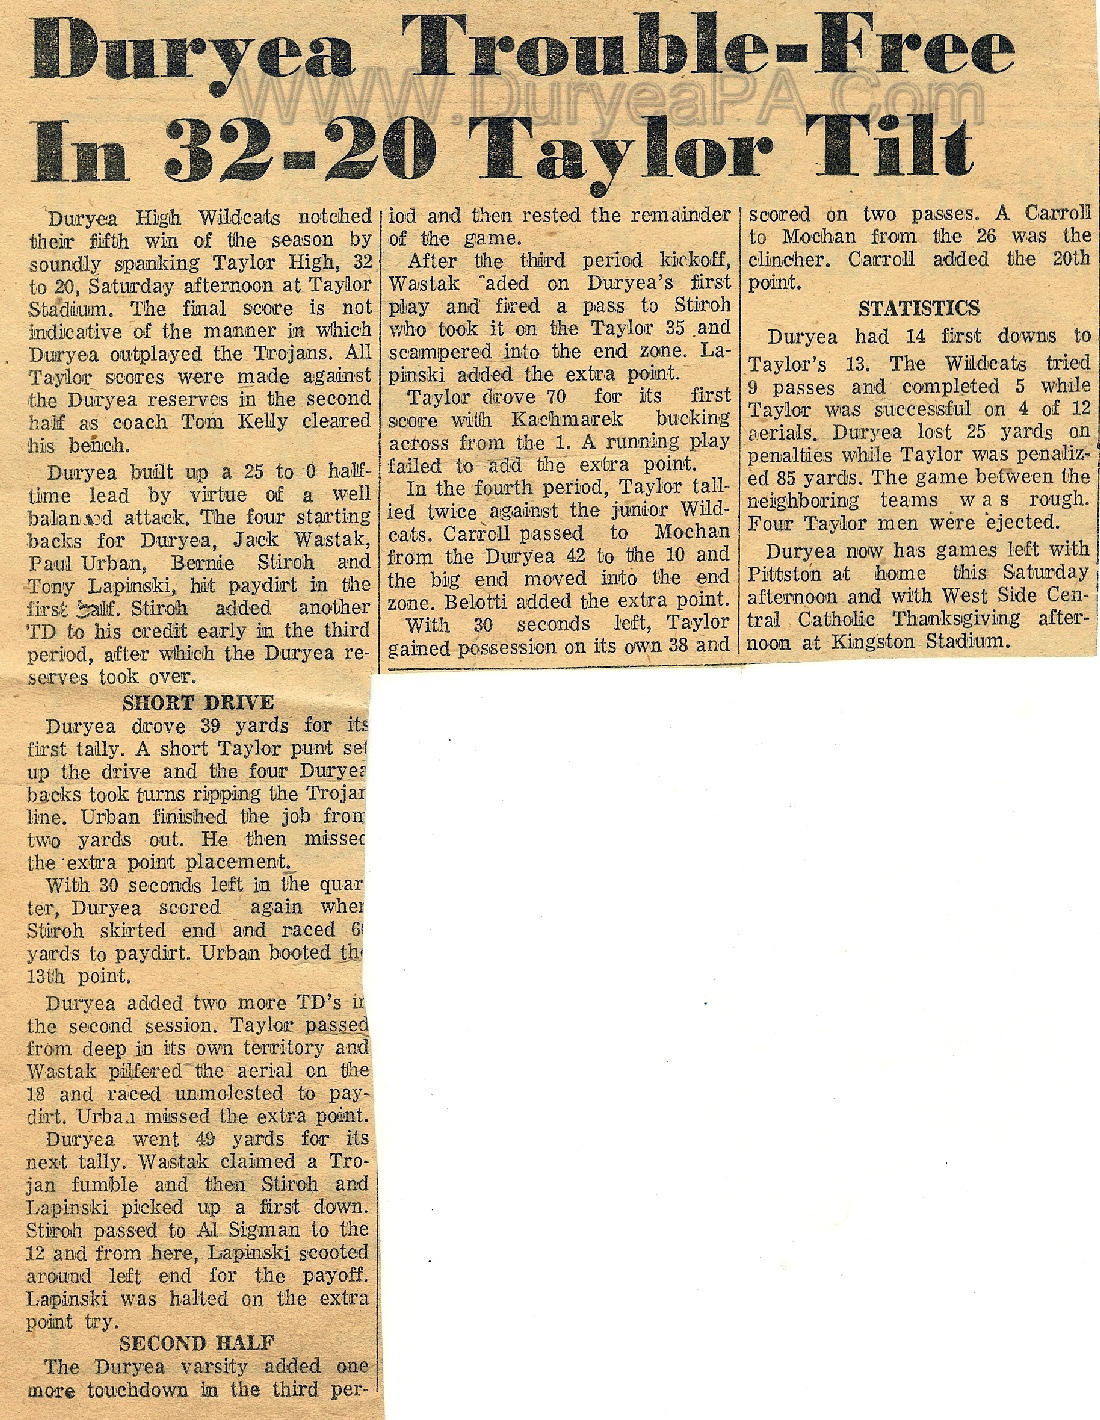 Duryea Trouble-Free
In 32-20 Taylor Tilt
www.DuryeaPA.Com
Duryea High Wildcats notched
their fifth win of the season by
soundly spanking Taylor High, 32
to 20, Saturday afternoon at Taylor
Stadium. The final score is not
indicative of the manner in which
Duryea outplayed the Trojans. All
Taylor scores were made against
the Duryea reserves in the second
half as coach Tom Kelly cleared
his bench.
Duryea built up a 25 to 0 half-
time lead by virtue of a well
balanced attack. The four starting
backs for Duryea, Jack Wastak,
Paul Urban, Bernie Stiroh and
Tony Lapinski, hit paydirt in the
first half. Stiroh added another
TD to his credit early in the third
period, after which the Duryea re-
serves took over.
SHORT DRIVE
Duryea drove 39 yards for its
first tally. A short Taylor punt set
up the drive and the four Duryea
backs took turns ripping the Trojan
line. Urban finished the job from
two yards out. He then missed
the extra point placement.
With 30 seconds left in the quar
ter, Duryea scored again when
Stiroh skirted end and raced
yards to paydirt. Urban booted the
13th point.
Duryea added two more TD's in
the second session. Taylor passed
from deep in its own territory and
Wastak pilfered the aerial on the
18 and raced unmolested to pay-
dirt. Urban missed the extra point.
Duryea went 49 yards for its
next tally. Wastak claimed a Tro-
jan fumble and then Stiroh and
Lapinski picked up a first down.
Stiroh passed to Al Sigman to the
12 and from here, Lapinski scooted
around left end for the payoff.
Lapinski was halted on the extra
point try.
SECOND HALF
The Duryea varsity added one
more touchdown in the third per-
iod and then rested the remainder
of the game.
After the third period kickoff,
Wastak aded on Duryea's first
play and fired a pass to Stiroh
who took it on the Taylor 35 and
scampered into the end zone. La-
pinski added the extra point.
Taylor drove 70 for its first
score with Kachmarek bucking
across from the 1. A running play
failed to add the extra point.
In the fourth period, Taylor tal-
lied twice against the junior Wild-
cats. Carroll passed to Mochan
from the Duryea 42 to the 10 and
the big end moved into the end
zone. Belotti added the extra point.
With 30 seconds left, Taylor
gained possession on its own 38 and
scored on two passes. A Carroll
to Mochan from the 26 was the
clincher. Carroll added the 20th
point.
STATISTICS
Duryea had 14 first downs to
Taylor's 13. The Wildcats tried
9 passes and completed 5 while
Taylor was successful on 4 of 12
aerials. Duryea lost 25 yards on
penalties while Taylor was penaliz-
ed 85 yards. The game between the
neighboring teams was rough.
Four Taylor men were ejected.
Duryea now has games left with
Pittston at home this Saturday
afternoon and with West Side Cen-
tral Catholic Thanksgiving after-
noon at Kingston Stadium.